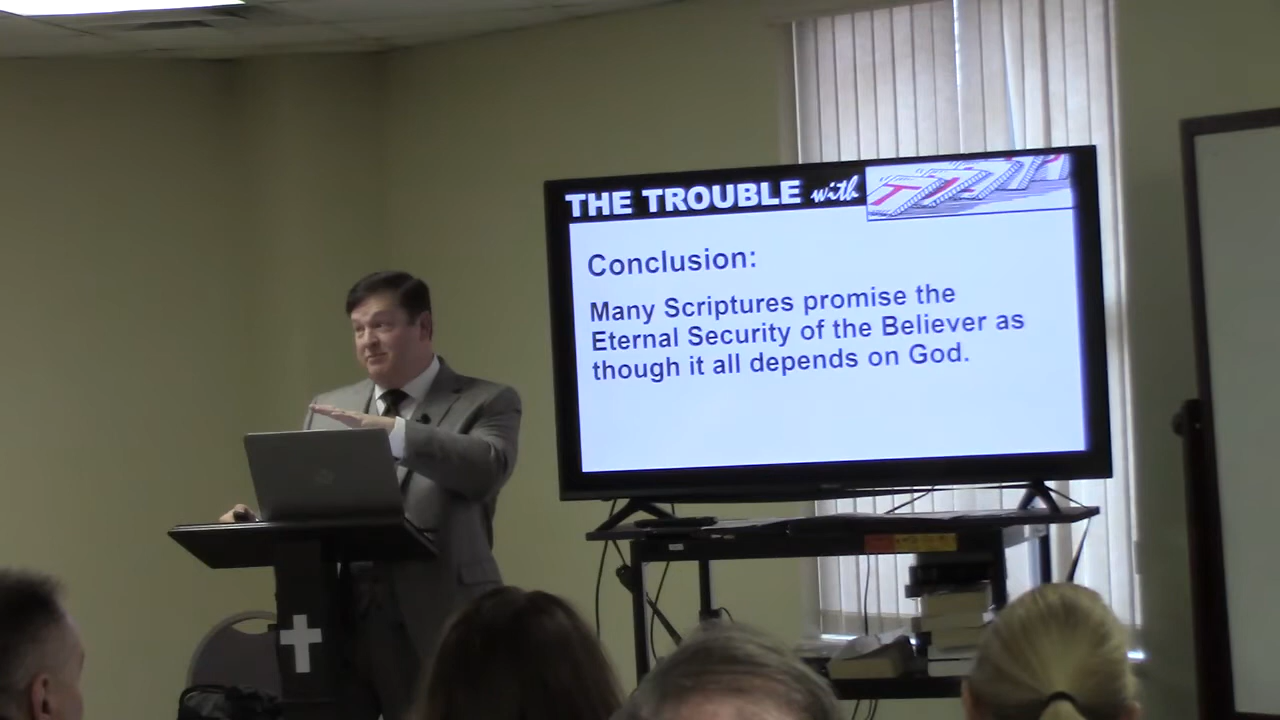 THE TROUBLE with
Conclusion:
Many Scriptures promise the
Eternal Security of the Believer as
though it all depends on God.